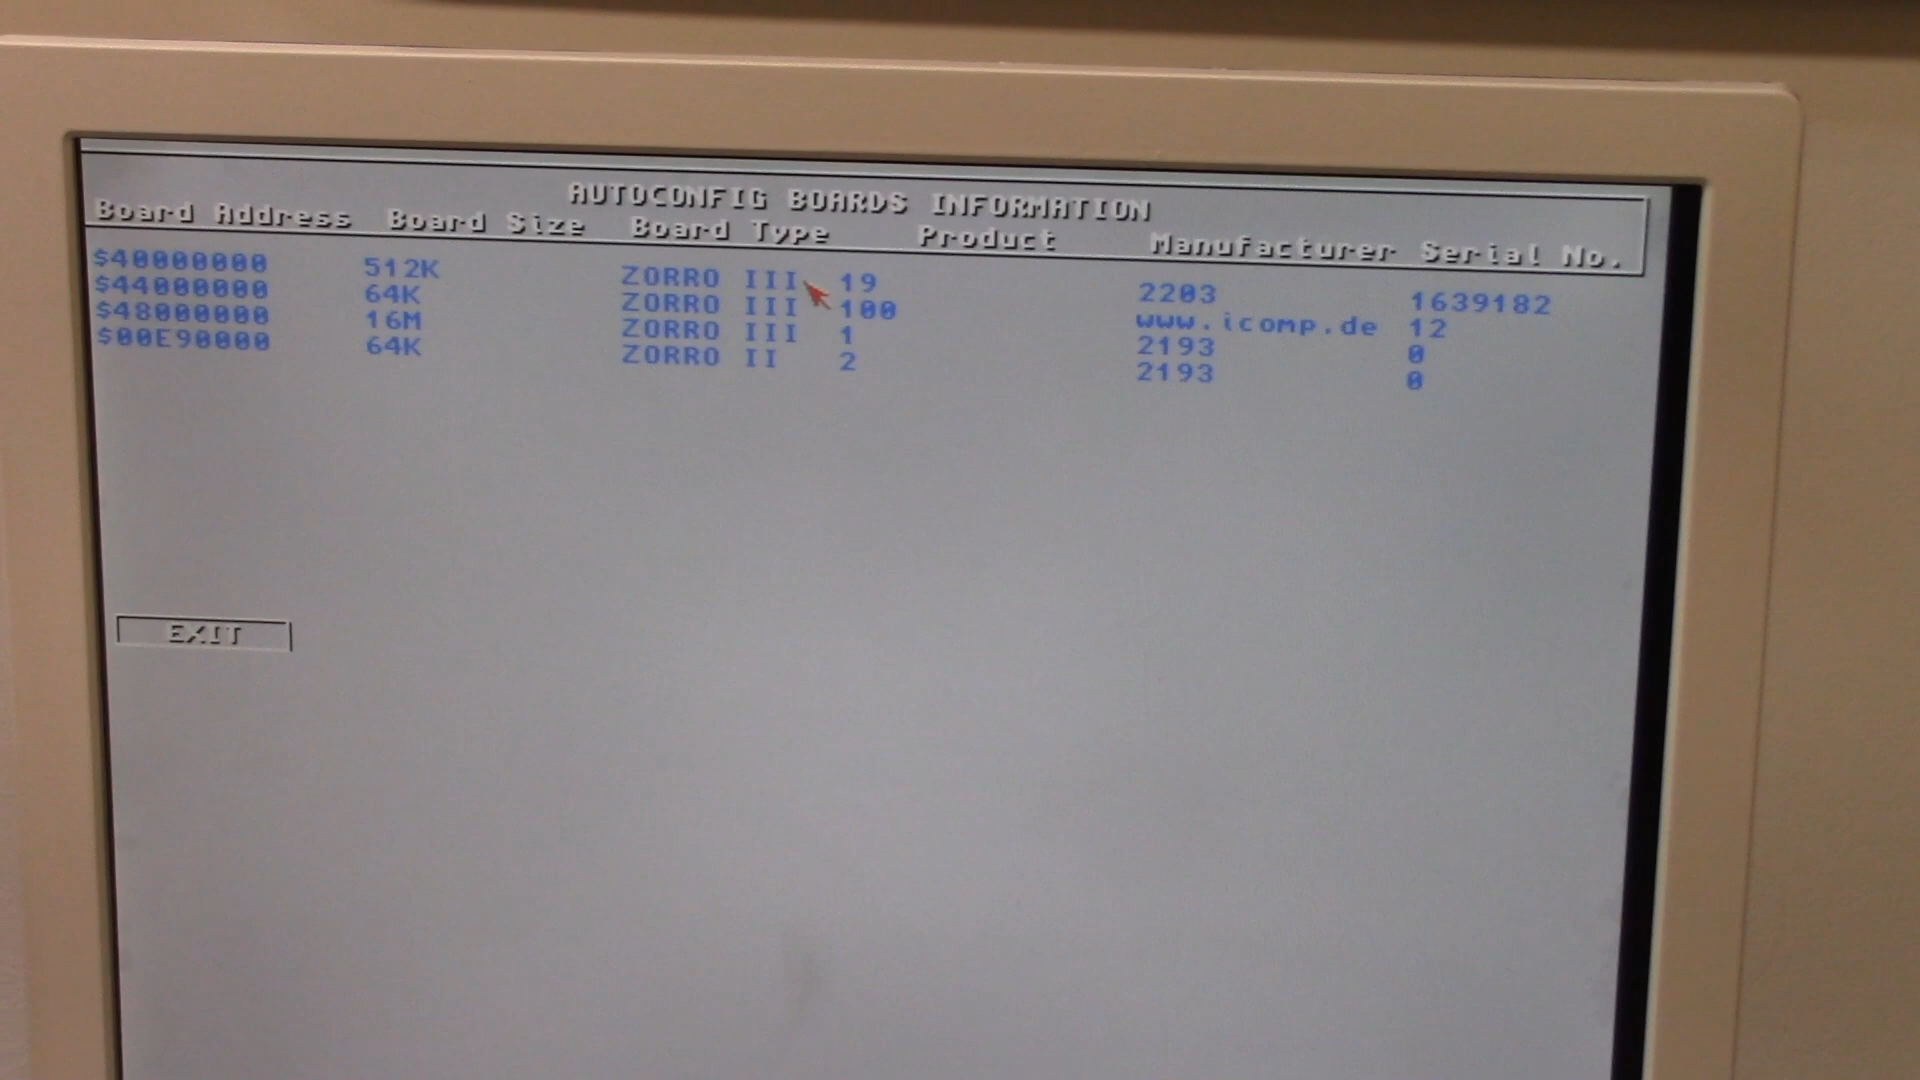 AUTOCONFIG BOARDS INFORMATION
Board Address Board Size Board Type Product Manufacturer Serial No.
$40000000 512K ZORRO III 19 2203 1639182
$44000000 64K ZORRO III 100 www.icomp.de 12
$48000000 16M ZORRO III 1 2193 0
$00E90000 64K ZORRO II 2 2193 0
EXIT